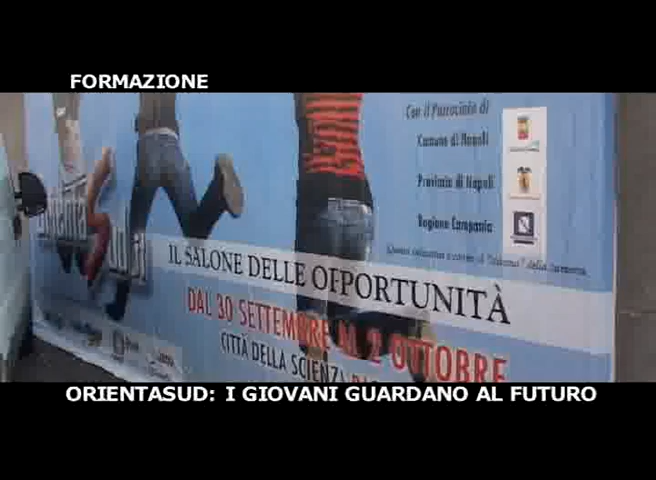 FORMAZIONE
Con il Patrocinio di
Comune di Napoli
Provincia di Napoli
Regione Campania
OrientaSud
IL SALONE DELLE OPPORTUNITÀ
DAL 30 SETTEMBRE AL 2 OTTOBRE
CITTÀ DELLA SCIENZA
ORIENTASUD: I GIOVANI GUARDANO AL FUTURO